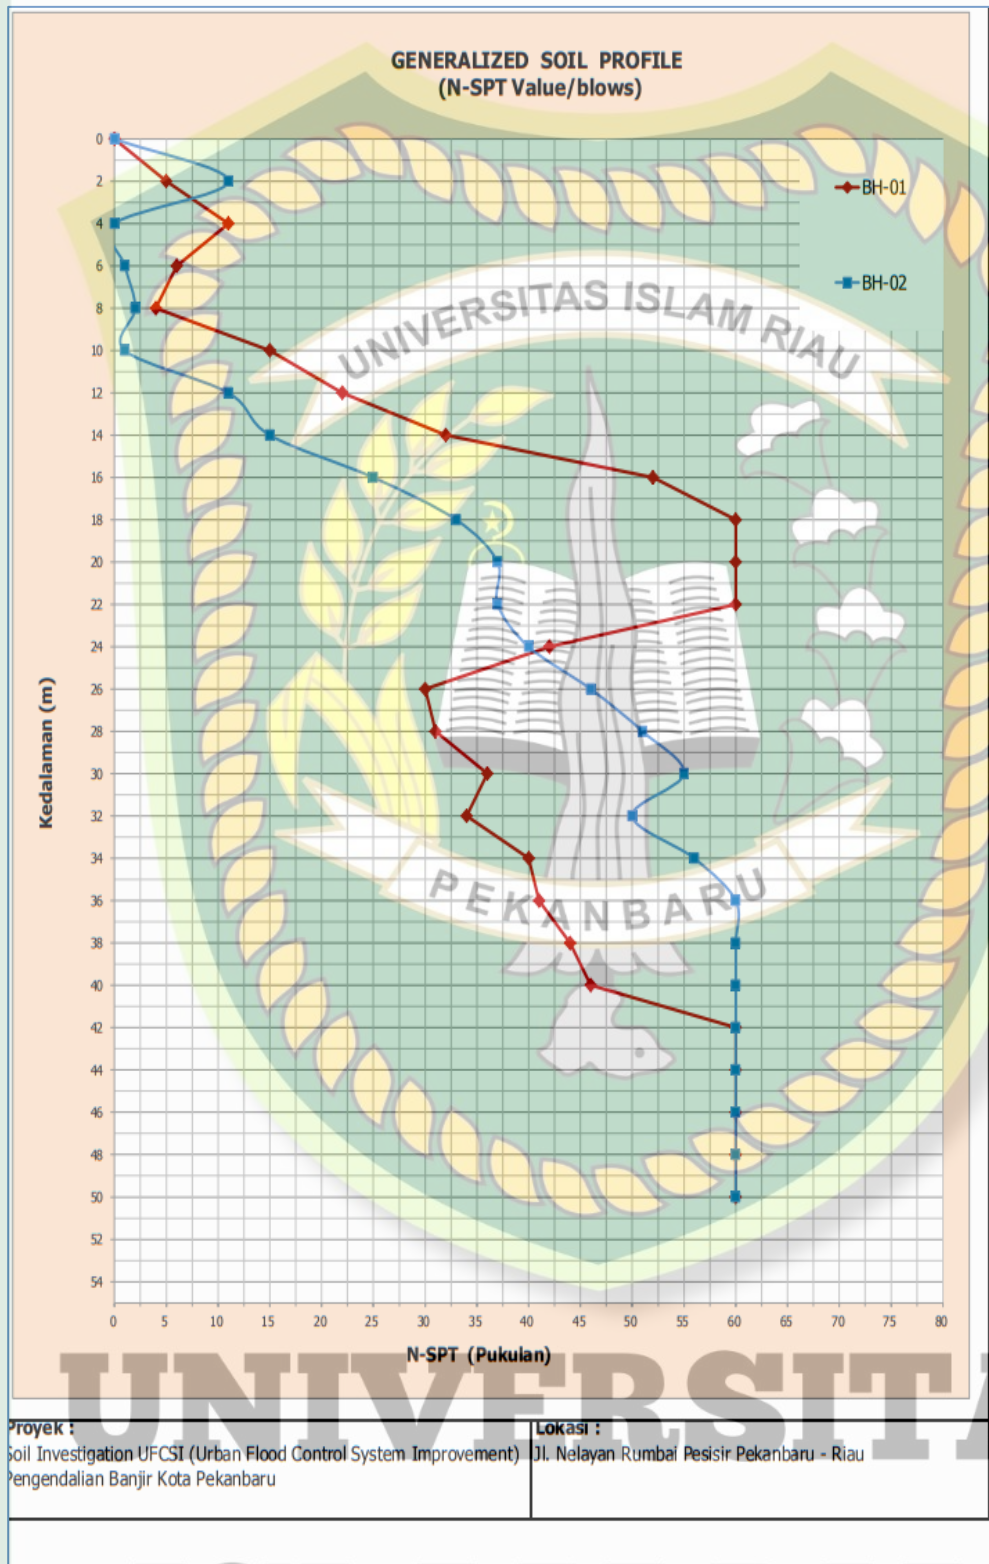 GENERALIZED SOIL PROFILE
(N-SPT Value/blows)
0
2
4
6
8
10
12
14
16
18
20
22
24
26
28
30
32
34
36
38
40
42
44
46
48
50
52
54
Kedalaman (m)
BH-01
BH-02
UNIVERSITAS ISLAM RIAU
PEKANBARU
0 5 10 15 20 25 30 35 40 45 50 55 60 65 70 75 80
N-SPT (Pukulan)
UNIVERSITA
Proyek :
Soil Investigation UFCSI (Urban Flood Control System Improvement)
Pengendalian Banjir Kota Pekanbaru
Lokasi :
Jl. Nelayan Rumbai Pesisir Pekanbaru - Riau